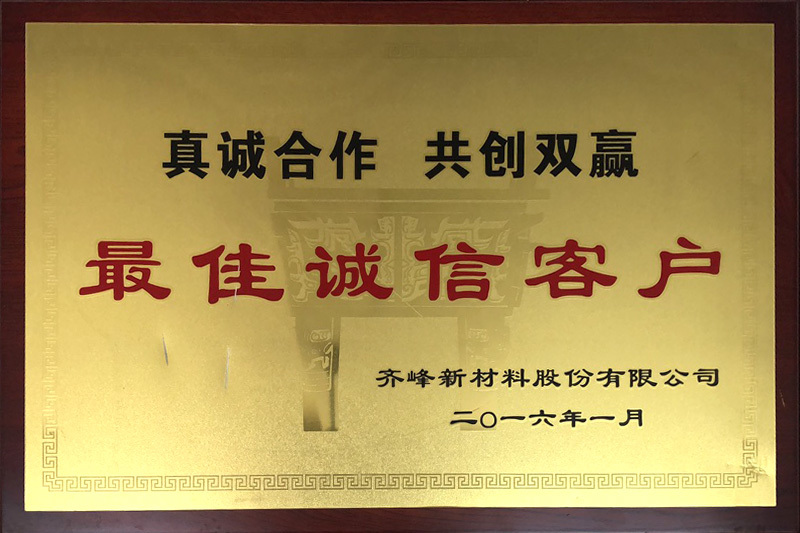 真诚合作 共创双赢
最佳诚信客户
齐峰新材料股份有限公司
二〇一六年一月